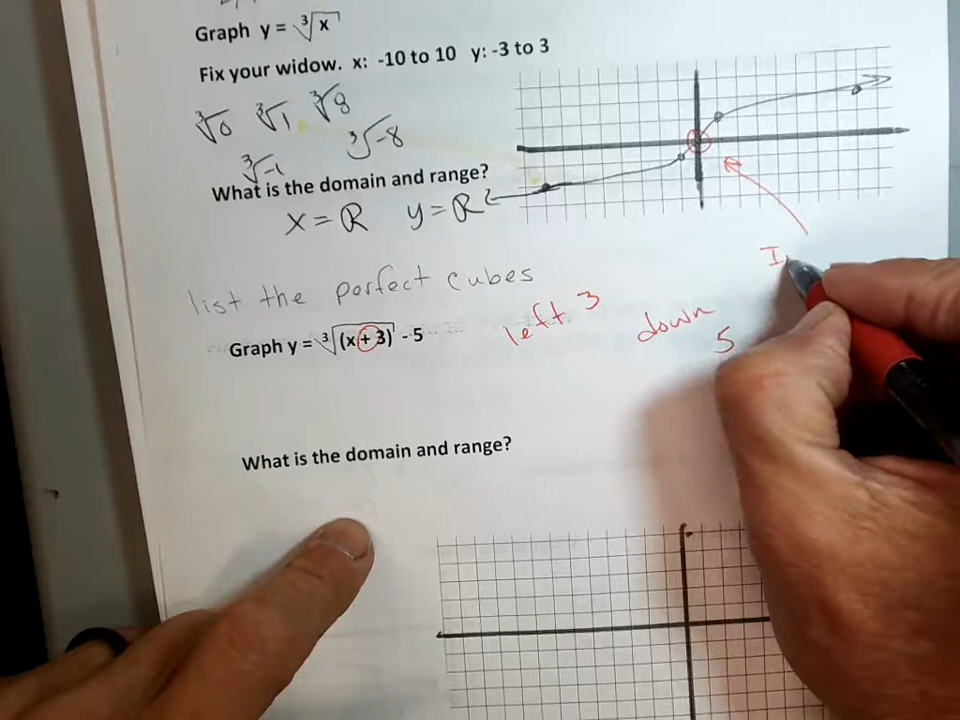 Graph y = ∛x
Fix your widow. x: -10 to 10 y: -3 to 3
∛0 ∛1 ∛8
∛-1 ∛-8
What is the domain and range?
x = ℝ y = ℝ
list the perfect cubes
left 3 down 5
Graph y = ∛(x + 3) - 5
What is the domain and range?